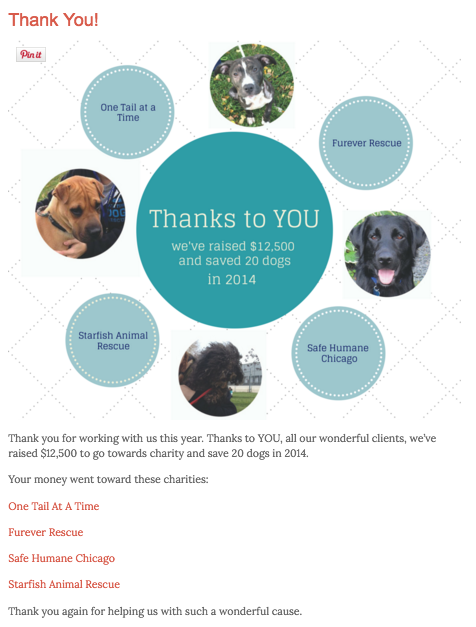 Thank You!
Pin it
One Tail at a
Time
Furever Rescue
Thanks to YOU
we've raised $12,500
and saved 20 dogs
in 2014
Starfish Animal
Rescue
Safe Humane
Chicago
Thank you for working with us this year. Thanks to YOU, all our wonderful clients, we've
raised $12,500 to go towards charity and save 20 dogs in 2014.
Your money went toward these charities:
One Tail At A Time
Furever Rescue
Safe Humane Chicago
Starfish Animal Rescue
Thank you again for helping us with such a wonderful cause.